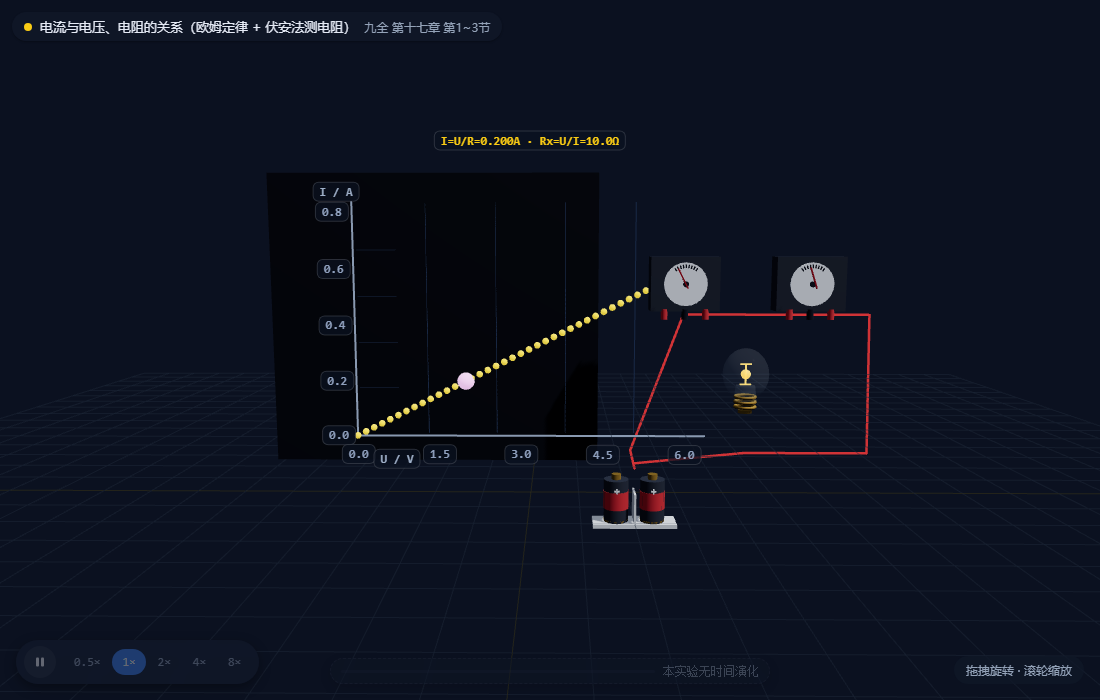 电流与电压、电阻的关系（欧姆定律 + 伏安法测电阻） 九全 第十七章 第1~3节
I=U/R=0.200A · Rx=U/I=10.0Ω
I / A
0.8
0.6
0.4
0.2
0.0
0.0 1.5 3.0 4.5 6.0
U / V
0.5× 1× 2× 4× 8×
本实验无时间演化
拖拽旋转 · 滚轮缩放